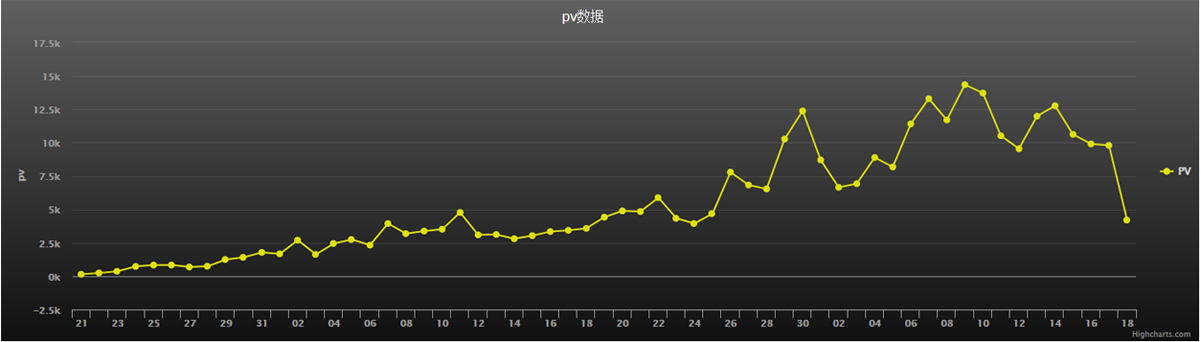 pv数据
17.5k
15k
12.5k
10k
7.5k
5k
2.5k
0k
−2.5k
pv
21 23 25 27 29 31 02 04 06 08 10 12 14 16 18 20 22 24 26 28 30 02 04 06 08 10 12 14 16 18
PV
Highcharts.com